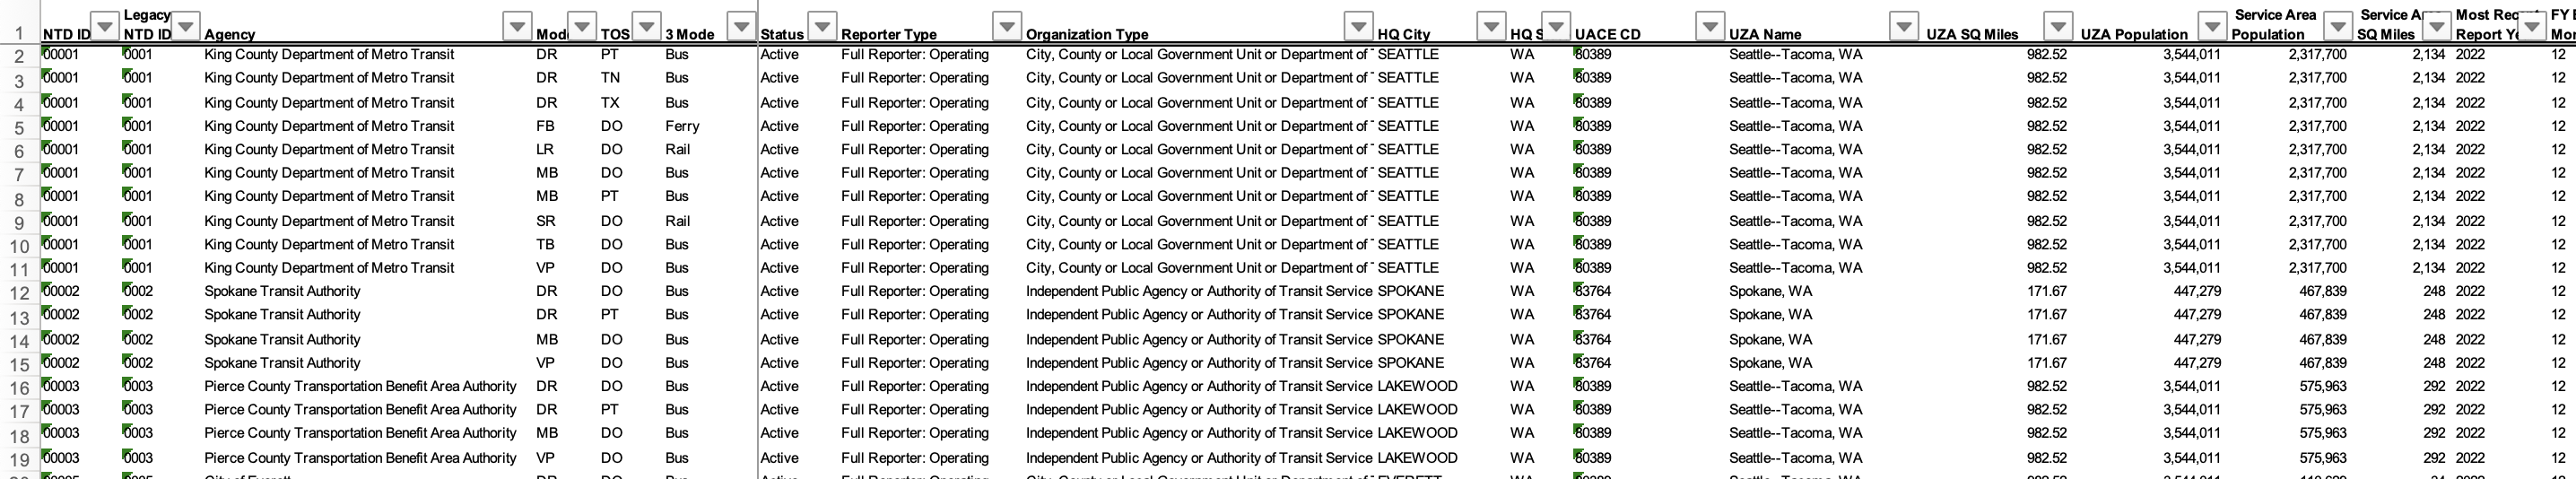 1 NTD ID Legacy NTD ID Agency TOS 3 Mode Status Reporter Type Organization Type HQ City HQ UACE CD UZA Name UZA SQ Miles UZA Population Service Area Population Service SQ Miles Most Report FY
2 00001 0001 King County Department of Metro Transit DR PT Bus Active Full Reporter: Operating City, County or Local Government Unit or Department of SEATTLE WA 80389 Seattle--Tacoma, WA 982.52 3,544,011 2,317,700 2,134 2022 12
3 00001 0001 King County Department of Metro Transit DR TN Bus Active Full Reporter: Operating City, County or Local Government Unit or Department of SEATTLE WA 80389 Seattle--Tacoma, WA 982.52 3,544,011 2,317,700 2,134 2022 12
4 00001 0001 King County Department of Metro Transit DR TX Bus Active Full Reporter: Operating City, County or Local Government Unit or Department of SEATTLE WA 80389 Seattle--Tacoma, WA 982.52 3,544,011 2,317,700 2,134 2022 12
5 00001 0001 King County Department of Metro Transit FB DO Ferry Active Full Reporter: Operating City, County or Local Government Unit or Department of SEATTLE WA 80389 Seattle--Tacoma, WA 982.52 3,544,011 2,317,700 2,134 2022 12
6 00001 0001 King County Department of Metro Transit LR DO Rail Active Full Reporter: Operating City, County or Local Government Unit or Department of SEATTLE WA 80389 Seattle--Tacoma, WA 982.52 3,544,011 2,317,700 2,134 2022 12
7 00001 0001 King County Department of Metro Transit MB DO Bus Active Full Reporter: Operating City, County or Local Government Unit or Department of SEATTLE WA 80389 Seattle--Tacoma, WA 982.52 3,544,011 2,317,700 2,134 2022 12
8 00001 0001 King County Department of Metro Transit MB PT Bus Active Full Reporter: Operating City, County or Local Government Unit or Department of SEATTLE WA 80389 Seattle--Tacoma, WA 982.52 3,544,011 2,317,700 2,134 2022 12
9 00001 0001 King County Department of Metro Transit SR DO Rail Active Full Reporter: Operating City, County or Local Government Unit or Department of SEATTLE WA 80389 Seattle--Tacoma, WA 982.52 3,544,011 2,317,700 2,134 2022 12
10 00001 0001 King County Department of Metro Transit TB DO Bus Active Full Reporter: Operating City, County or Local Government Unit or Department of SEATTLE WA 80389 Seattle--Tacoma, WA 982.52 3,544,011 2,317,700 2,134 2022 12
11 00001 0001 King County Department of Metro Transit VP DO Bus Active Full Reporter: Operating City, County or Local Government Unit or Department of SEATTLE WA 80389 Seattle--Tacoma, WA 982.52 3,544,011 2,317,700 2,134 2022 12
12 00002 0002 Spokane Transit Authority DR DO Bus Active Full Reporter: Operating Independent Public Agency or Authority of Transit Service SPOKANE WA 83764 Spokane, WA 171.67 447,279 467,839 248 2022 12
13 00002 0002 Spokane Transit Authority DR PT Bus Active Full Reporter: Operating Independent Public Agency or Authority of Transit Service SPOKANE WA 83764 Spokane, WA 171.67 447,279 467,839 248 2022 12
14 00002 0002 Spokane Transit Authority MB DO Bus Active Full Reporter: Operating Independent Public Agency or Authority of Transit Service SPOKANE WA 83764 Spokane, WA 171.67 447,279 467,839 248 2022 12
15 00002 0002 Spokane Transit Authority VP DO Bus Active Full Reporter: Operating Independent Public Agency or Authority of Transit Service SPOKANE WA 83764 Spokane, WA 171.67 447,279 467,839 248 2022 12
16 00003 0003 Pierce County Transportation Benefit Area Authority DR DO Bus Active Full Reporter: Operating Independent Public Agency or Authority of Transit Service LAKEWOOD WA 80389 Seattle--Tacoma, WA 982.52 3,544,011 575,963 292 2022 12
17 00003 0003 Pierce County Transportation Benefit Area Authority DR PT Bus Active Full Reporter: Operating Independent Public Agency or Authority of Transit Service LAKEWOOD WA 80389 Seattle--Tacoma, WA 982.52 3,544,011 575,963 292 2022 12
18 00003 0003 Pierce County Transportation Benefit Area Authority MB DO Bus Active Full Reporter: Operating Independent Public Agency or Authority of Transit Service LAKEWOOD WA 80389 Seattle--Tacoma, WA 982.52 3,544,011 575,963 292 2022 12
19 00003 0003 Pierce County Transportation Benefit Area Authority VP DO Bus Active Full Reporter: Operating Independent Public Agency or Authority of Transit Service LAKEWOOD WA 80389 Seattle--Tacoma, WA 982.52 3,544,011 575,963 292 2022 12